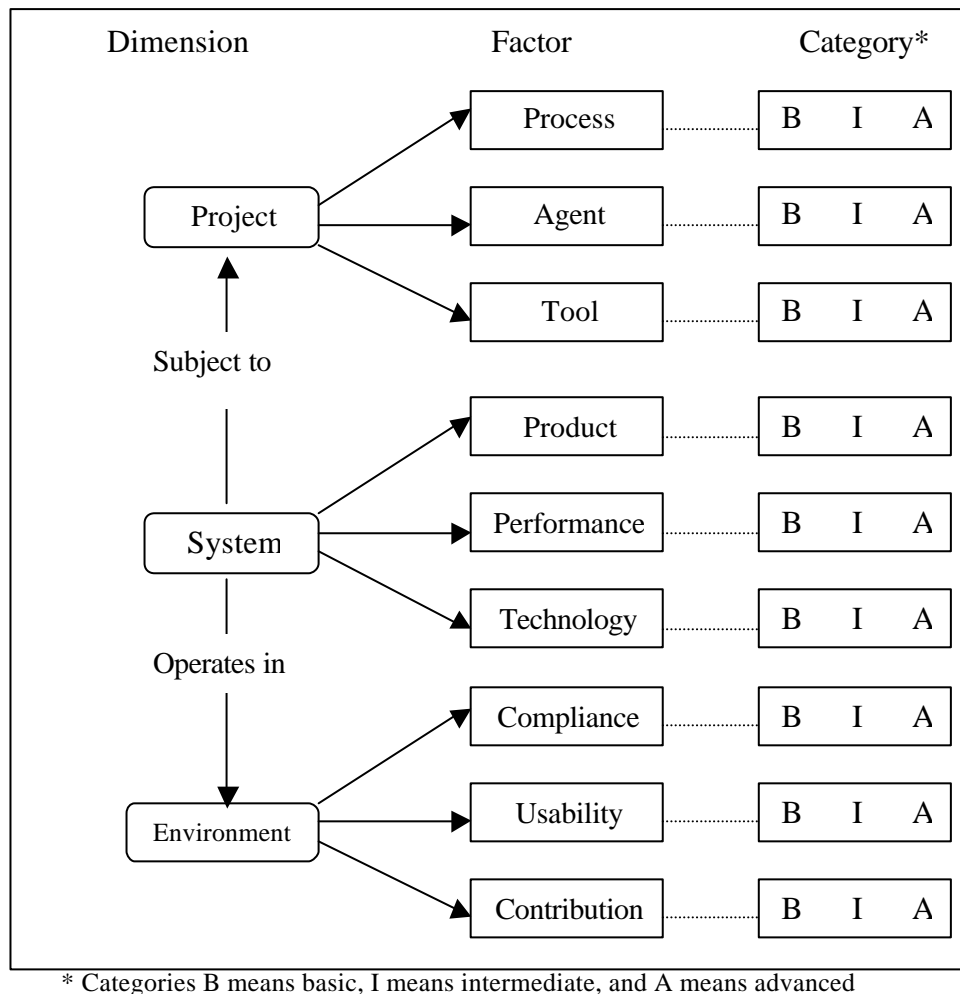 Dimension Factor Category*
Process B I A
Project Agent B I A
Tool B I A
Subject to
Product B I A
System Performance B I A
Technology B I A
Operates in
Compliance B I A
Environment Usability B I A
Contribution B I A
* Categories B means basic, I means intermediate, and A means advanced